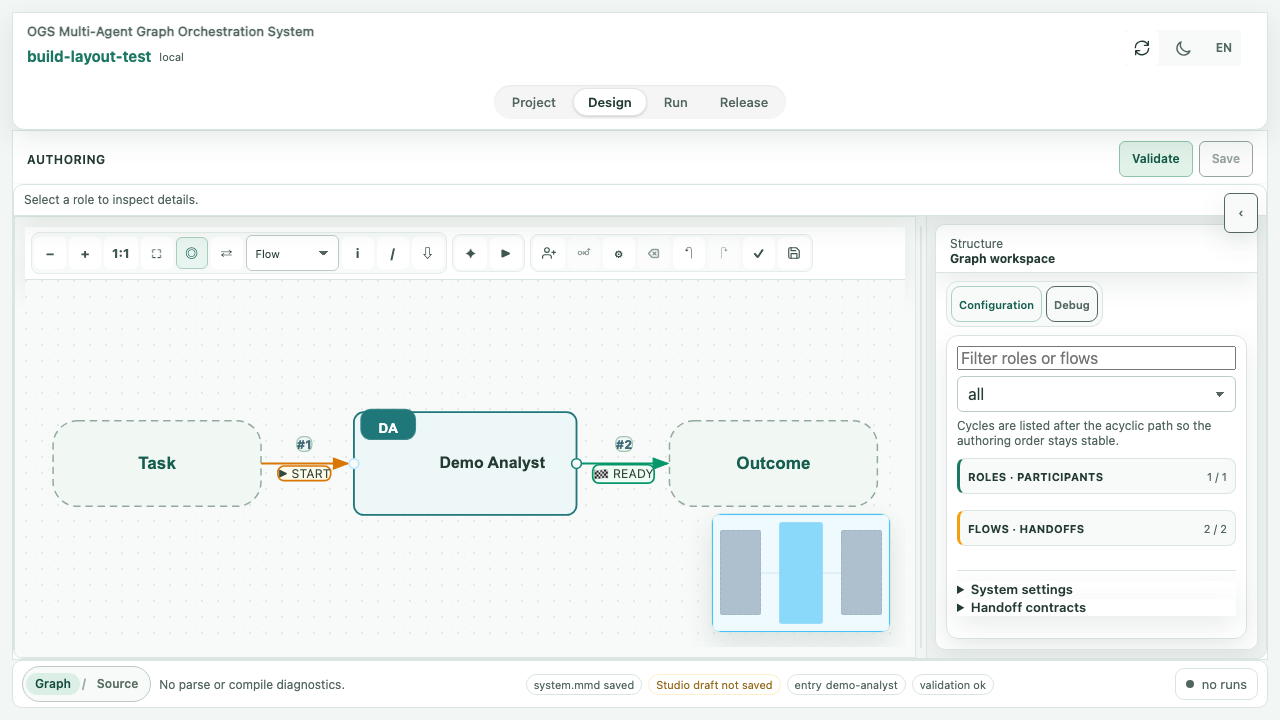 OGS Multi-Agent Graph Orchestration System
build-layout-test local
EN
Project Design Run Release
AUTHORING
Validate Save
Select a role to inspect details.
− + 1:1 Flow i /
Structure
Graph workspace
Configuration Debug
Filter roles or flows
all
Cycles are listed after the acyclic path so the
authoring order stays stable.
ROLES · PARTICIPANTS 1 / 1
FLOWS · HANDOFFS 2 / 2
System settings
Handoff contracts
DA
#1 #2
Task Demo Analyst Outcome
START READY
Graph / Source No parse or compile diagnostics. system.mmd saved Studio draft not saved entry demo-analyst validation ok no runs